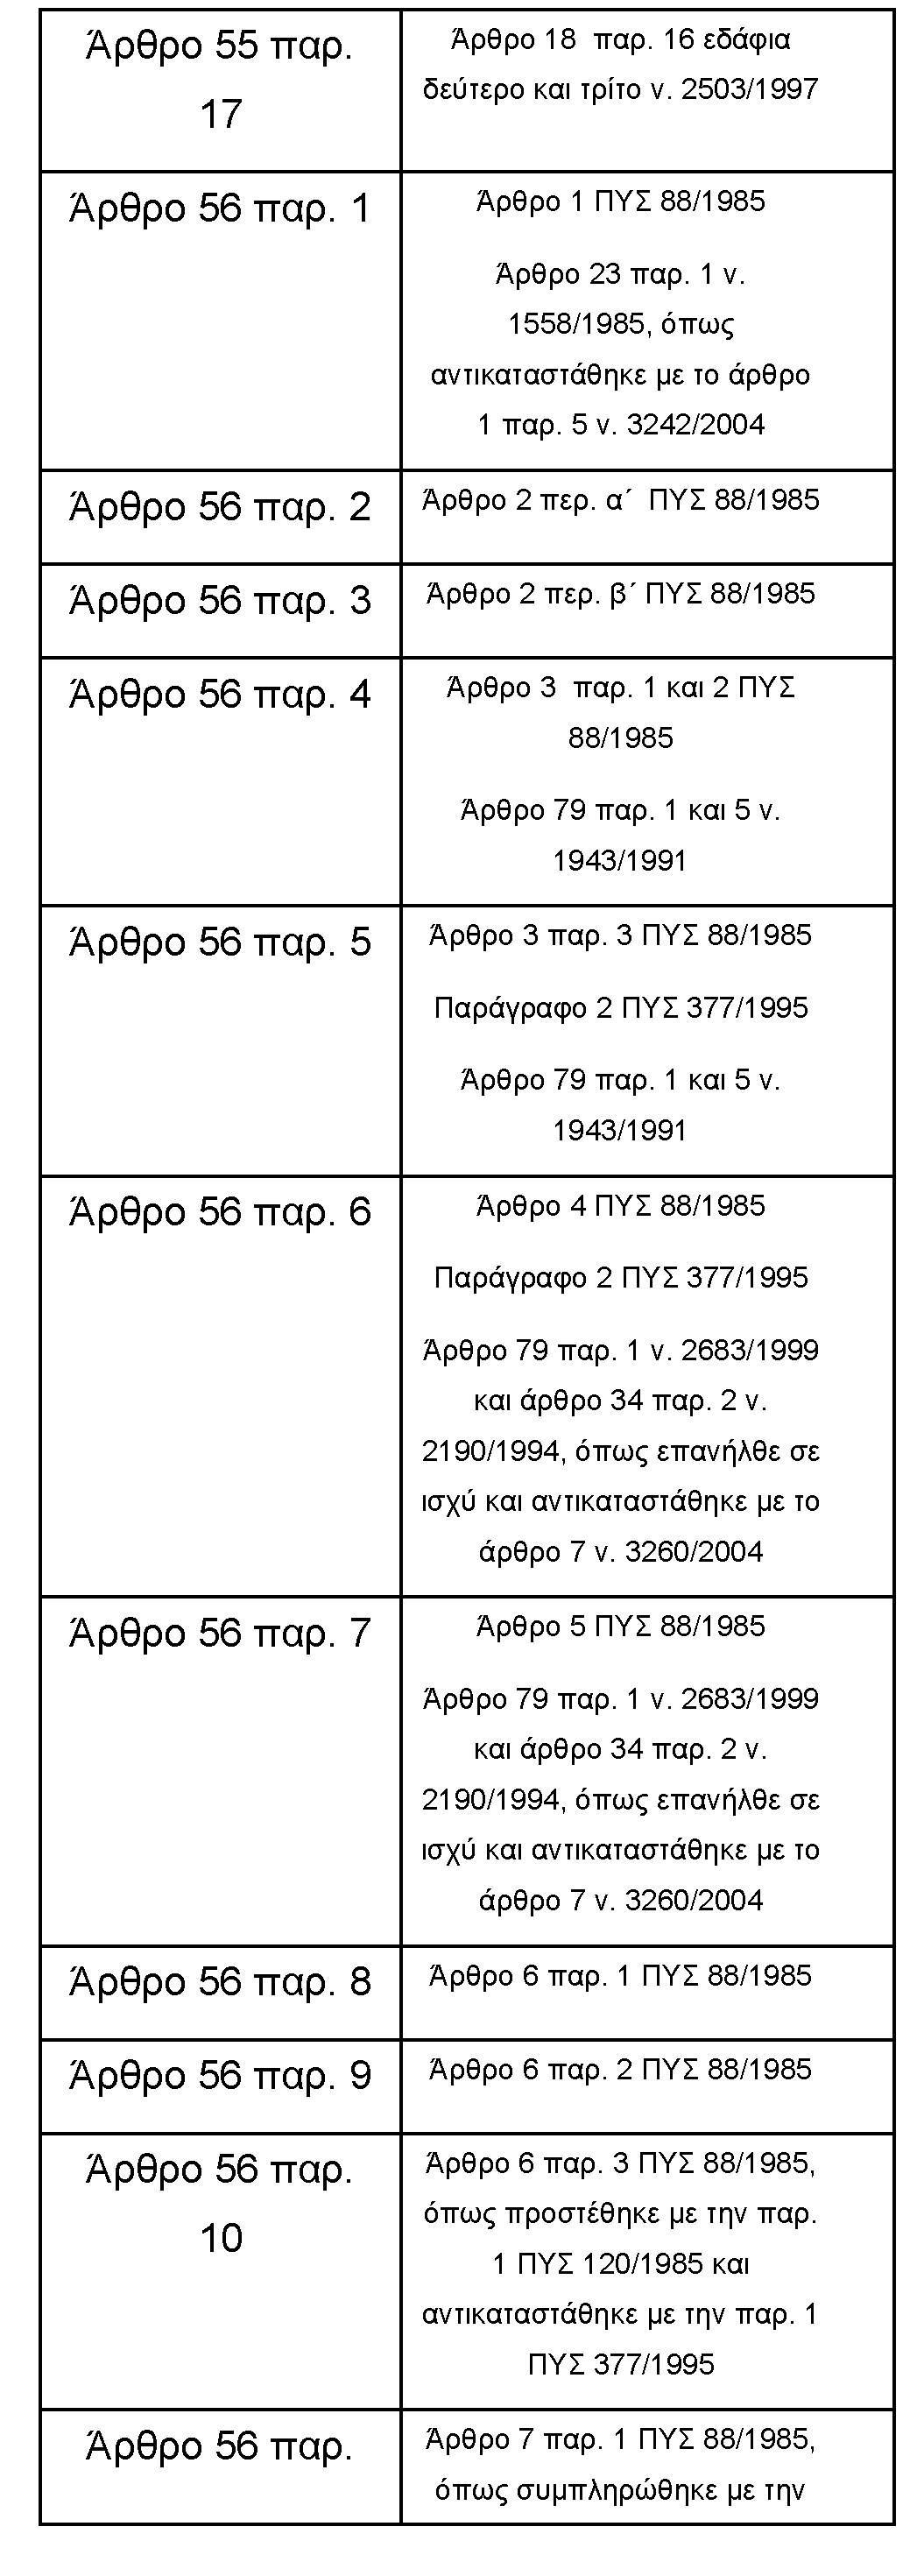 Άρθρο 55 παρ.
17
Άρθρο 18 παρ. 16 εδάφια
δεύτερο και τρίτο ν. 2503/1997
Άρθρο 56 παρ. 1
Άρθρο 1 ΠΥΣ 88/1985
Άρθρο 23 παρ. 1 ν.
1558/1985, όπως
αντικαταστάθηκε με το άρθρο
1 παρ. 5 ν. 3242/2004
Άρθρο 56 παρ. 2
Άρθρο 2 περ. α΄ ΠΥΣ 88/1985
Άρθρο 56 παρ. 3
Άρθρο 2 περ. β΄ ΠΥΣ 88/1985
Άρθρο 56 παρ. 4
Άρθρο 3 παρ. 1 και 2 ΠΥΣ
88/1985
Άρθρο 79 παρ. 1 και 5 ν.
1943/1991
Άρθρο 56 παρ. 5
Άρθρο 3 παρ. 3 ΠΥΣ 88/1985
Παράγραφο 2 ΠΥΣ 377/1995
Άρθρο 79 παρ. 1 και 5 ν.
1943/1991
Άρθρο 56 παρ. 6
Άρθρο 4 ΠΥΣ 88/1985
Παράγραφο 2 ΠΥΣ 377/1995
Άρθρο 79 παρ. 1 ν. 2683/1999
και άρθρο 34 παρ. 2 ν.
2190/1994, όπως επανήλθε σε
ισχύ και αντικαταστάθηκε με το
άρθρο 7 ν. 3260/2004
Άρθρο 56 παρ. 7
Άρθρο 5 ΠΥΣ 88/1985
Άρθρο 79 παρ. 1 ν. 2683/1999
και άρθρο 34 παρ. 2 ν.
2190/1994, όπως επανήλθε σε
ισχύ και αντικαταστάθηκε με το
άρθρο 7 ν. 3260/2004
Άρθρο 56 παρ. 8
Άρθρο 6 παρ. 1 ΠΥΣ 88/1985
Άρθρο 56 παρ. 9
Άρθρο 6 παρ. 2 ΠΥΣ 88/1985
Άρθρο 56 παρ.
10
Άρθρο 6 παρ. 3 ΠΥΣ 88/1985,
όπως προστέθηκε με την παρ.
1 ΠΥΣ 120/1985 και
αντικαταστάθηκε με την παρ. 1
ΠΥΣ 377/1995
Άρθρο 56 παρ.
Άρθρο 7 παρ. 1 ΠΥΣ 88/1985,
όπως συμπληρώθηκε με την